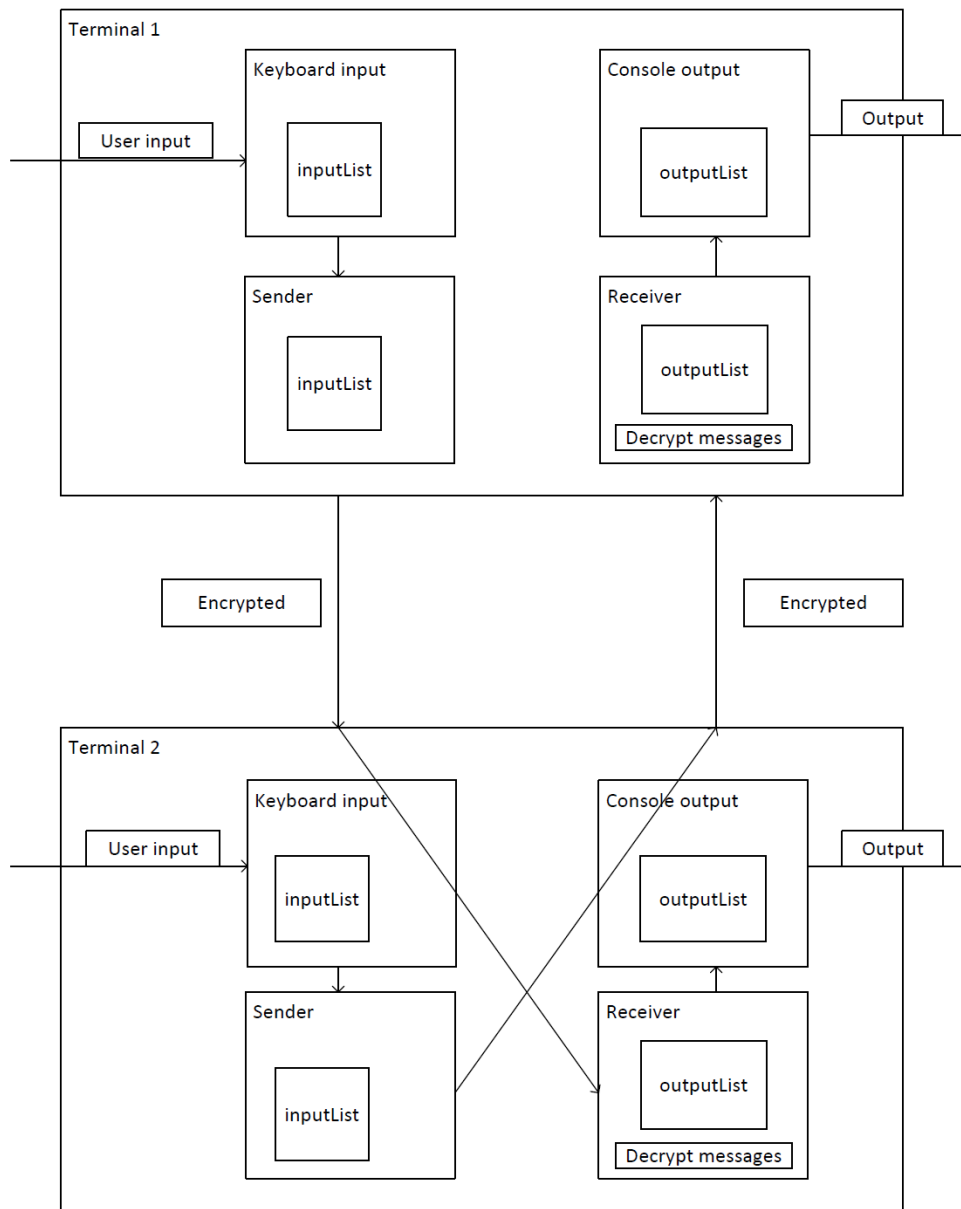 Terminal 1
Keyboard input
Console output
User input
Output
inputList
outputList
Sender
Receiver
inputList
outputList
Decrypt messages
Encrypted
Encrypted
Terminal 2
Keyboard input
Console output
User input
Output
inputList
outputList
Sender
Receiver
inputList
outputList
Decrypt messages